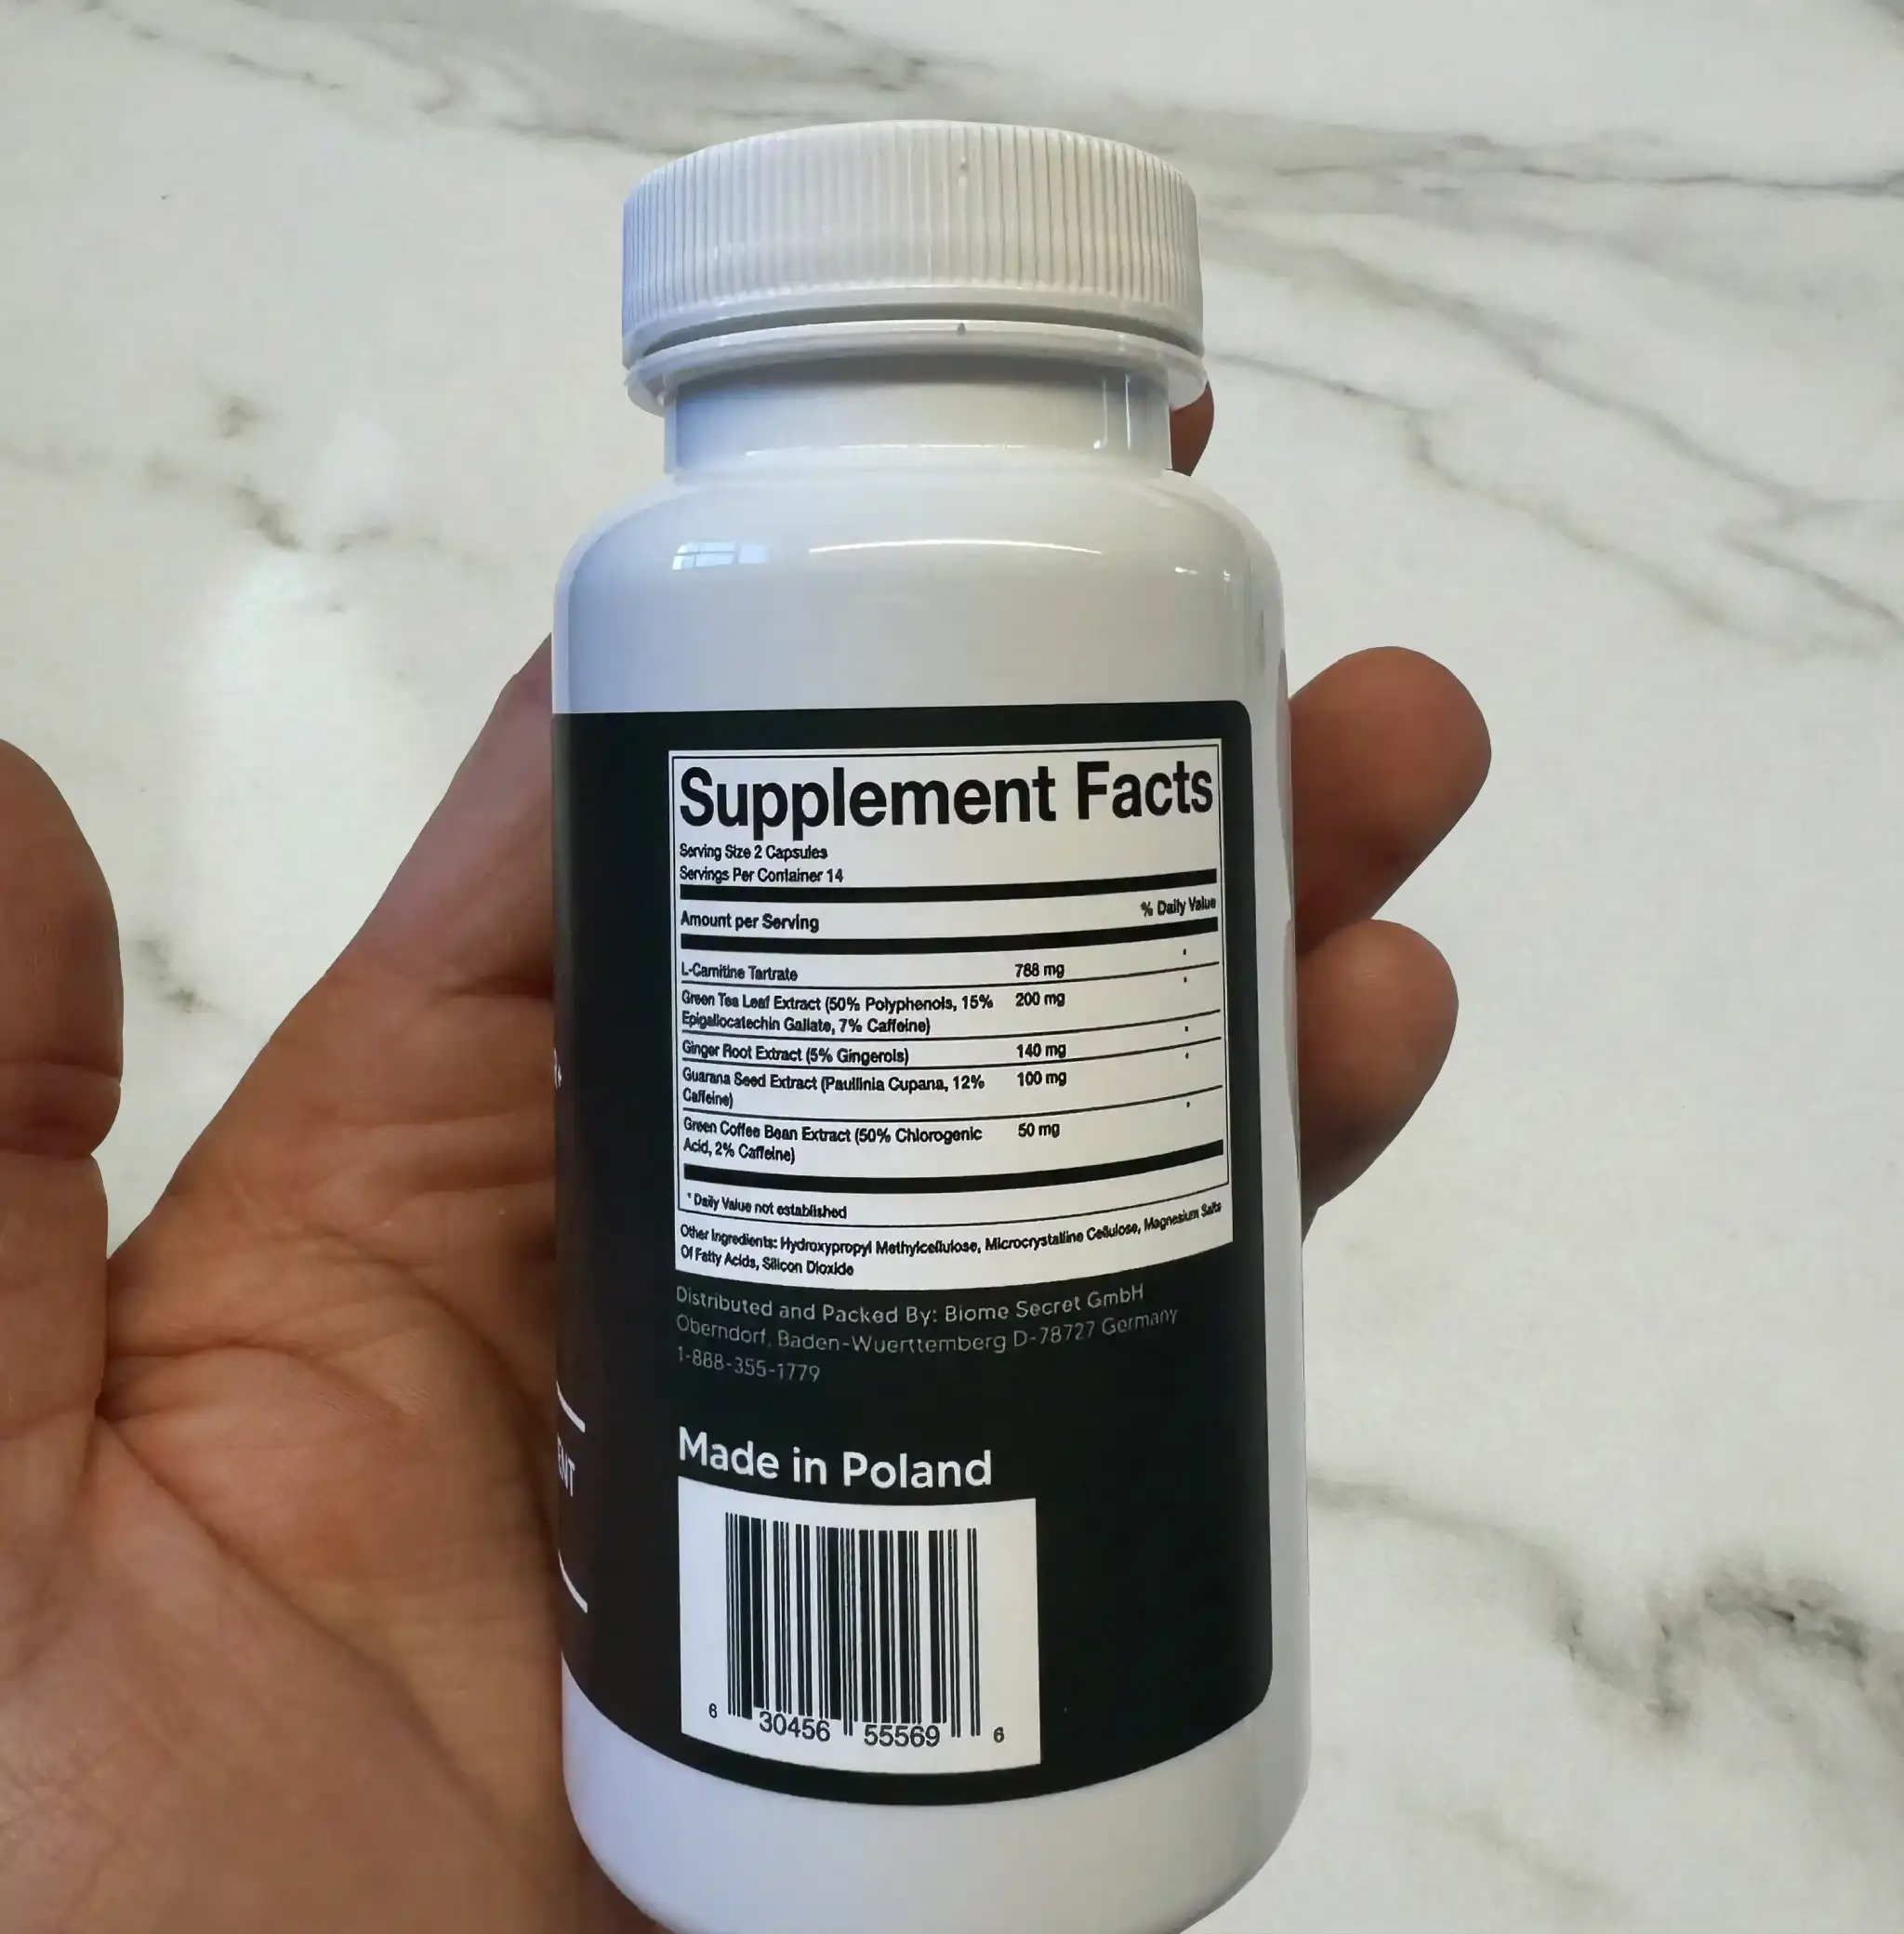 Supplement Facts
Serving Size 2 Capsules
Servings Per Container 14
Amount per Serving % Daily Value
L-Carnitine Tartrate 788 mg *
Green Tea Leaf Extract (50% Polyphenols, 15% 200 mg *
Epigallocatechin Gallate, 7% Caffeine)
Ginger Root Extract (5% Gingerols) 140 mg *
Guarana Seed Extract (Paullinia Cupana, 12% 100 mg *
Caffeine)
Green Coffee Bean Extract (50% Chlorogenic 50 mg *
Acid, 2% Caffeine)
* Daily Value not established
Other Ingredients: Hydroxypropyl Methylcellulose, Microcrystalline Cellulose, Magnesium Salts
Of Fatty Acids, Silicon Dioxide
Distributed and Packed By: Biome Secret GmbH
Oberndorf, Baden-Wuerttemberg D-78727 Germany
1-888-355-1779
Made in Poland
6 30456 55569 6